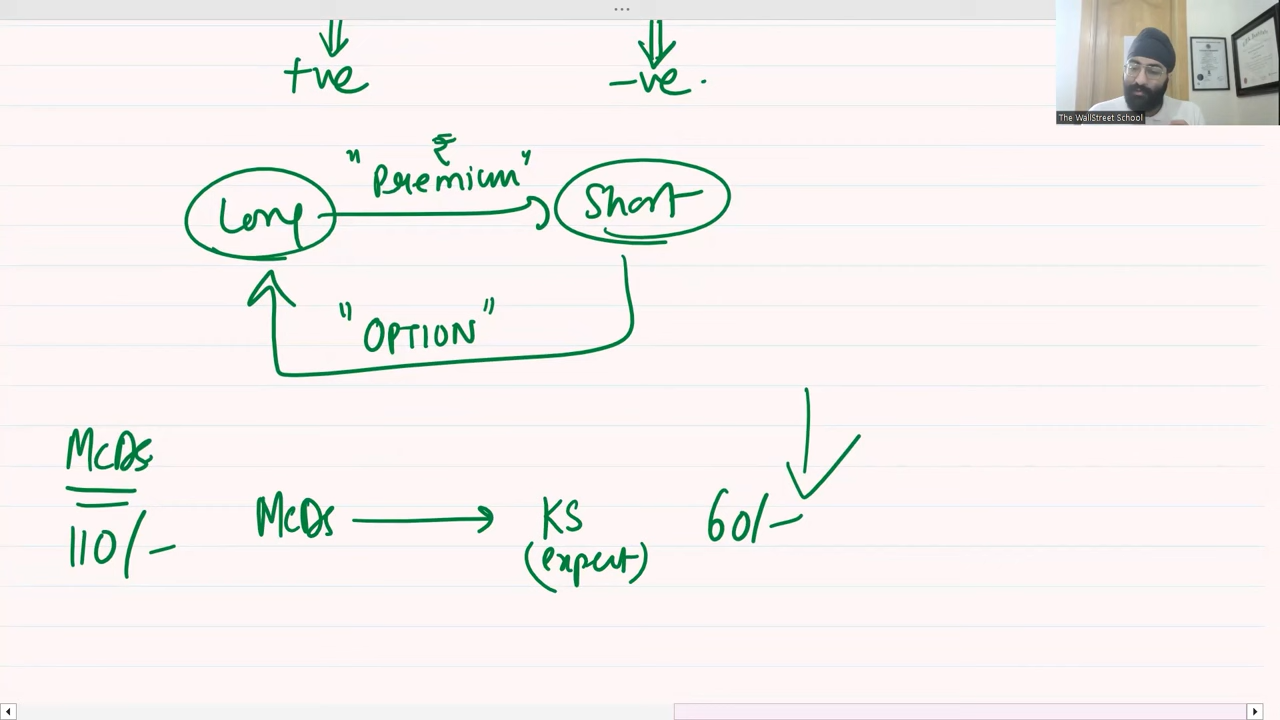 +ve -ve.
₹
"Premium"
Long Short
"OPTION"
McDs
110/-
McDs KS 60/-
(expert)
The WallStreet School